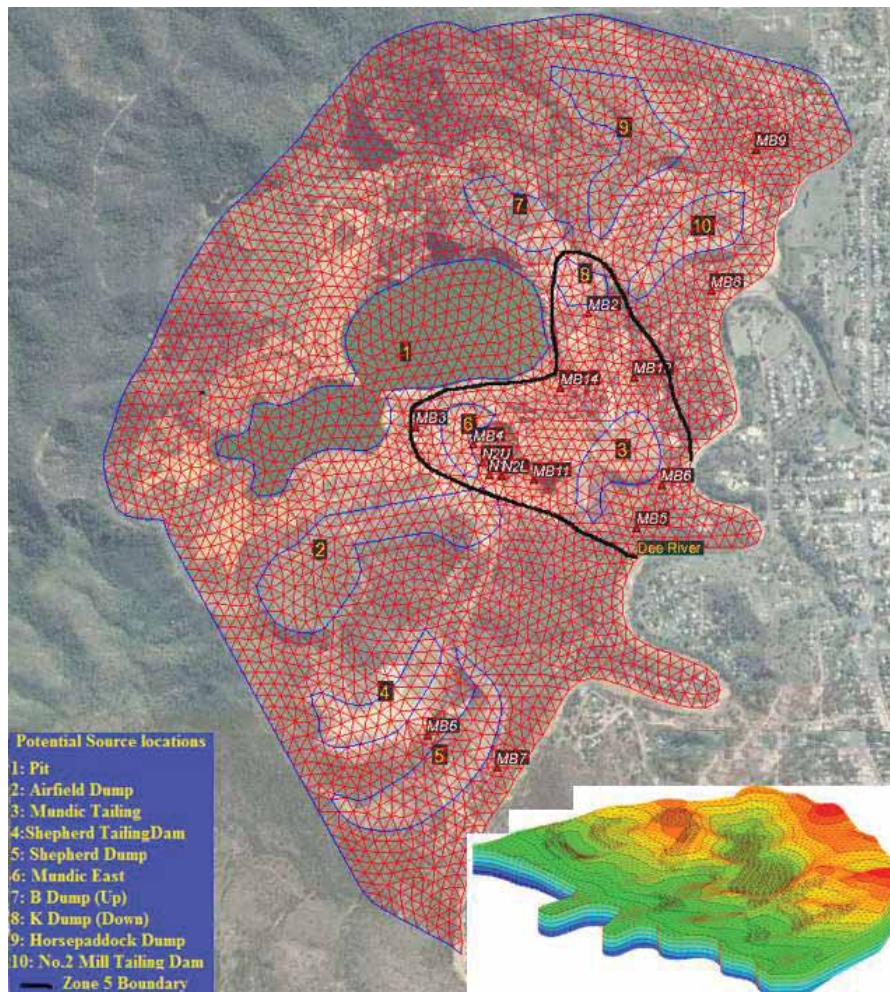 9
MB9
7
10
8
MB8
MB2
1
MB14
MB12
MB3
6
MB4
3
N2U
N1
N2L
MB11
MB6
MB5
Dee River
2
4
MB6
5
MB7
Potential Source locations
1: Pit
2: Airfield Dump
3: Mundic Tailing
4:Shepherd TailingDam
5: Shepherd Dump
6: Mundic East
7: B Dump (Up)
8: K Dump (Down)
9: Horsepaddock Dump
10: No.2 Mill Tailing Dam
Zone 5 Boundary